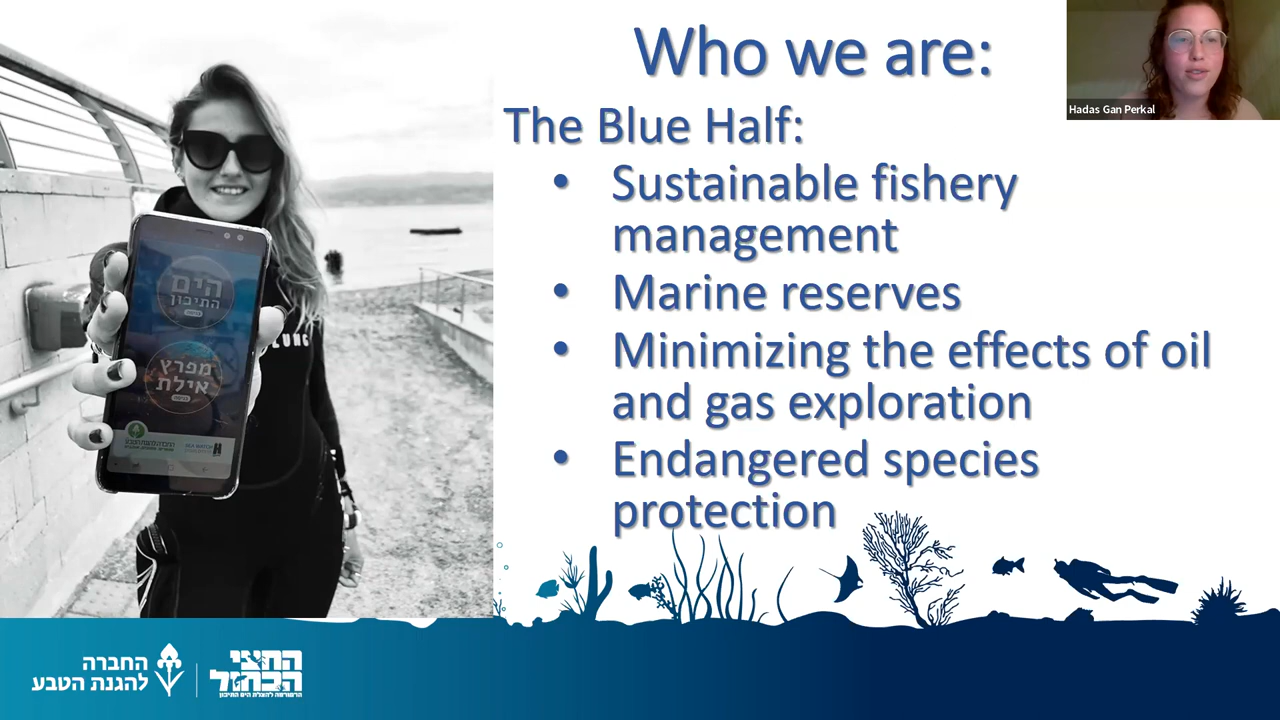 Who we are:
Hadas Gan Perkal
The Blue Half:
• Sustainable fishery
management
• Marine reserves
• Minimizing the effects of oil
and gas exploration
• Endangered species
protection
הים
התיכון
מפרץ
אילת
החברה
להגנת הטבע
החצי
הכחול